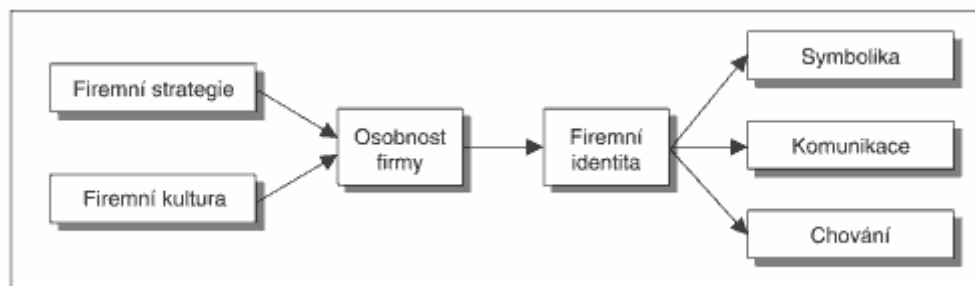 Firemní strategie
Firemní kultura
Osobnost
firmy
Firemní
identita
Symbolika
Komunikace
Chování